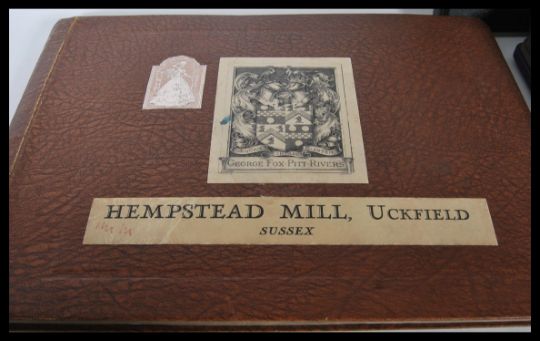 GEORGE FOX-PITT-RIVERS
HEMPSTEAD MILL, UCKFIELD
SUSSEX